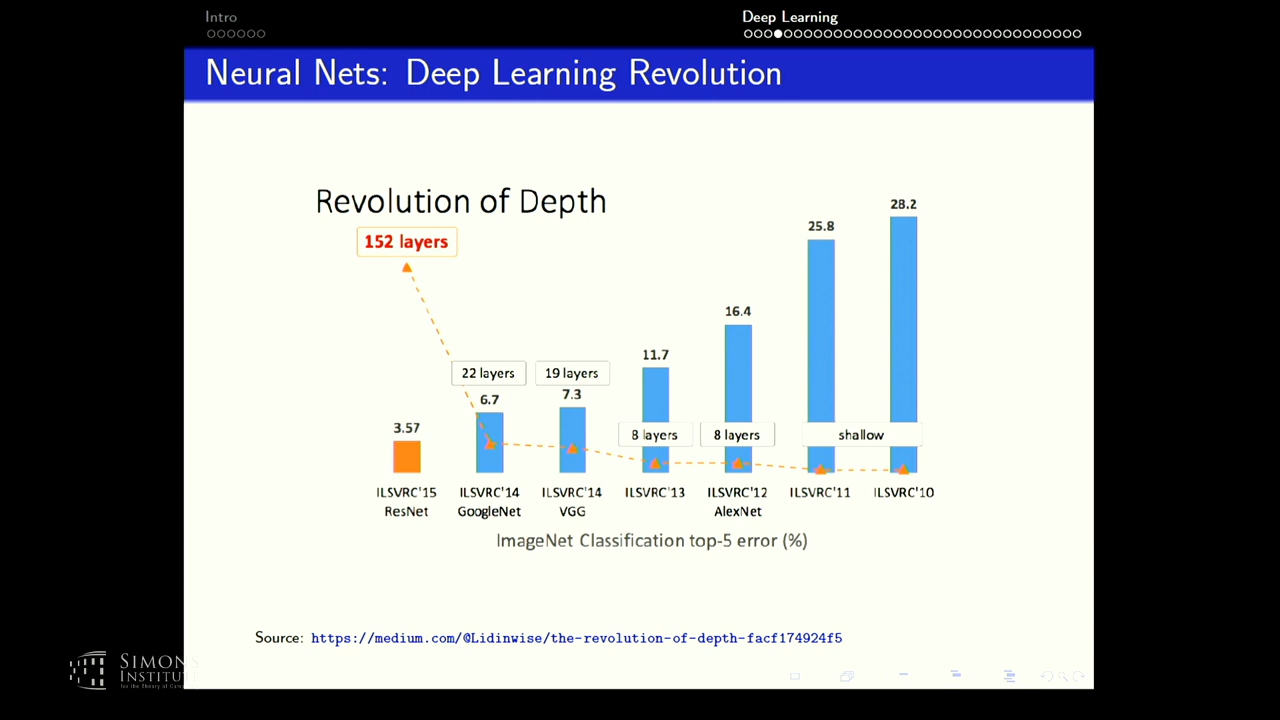 Intro
Deep Learning
Neural Nets: Deep Learning Revolution
Revolution of Depth
152 layers
28.2
25.8
16.4
11.7
22 layers
19 layers
6.7
7.3
3.57
8 layers
8 layers
shallow
ILSVRC'15 ILSVRC'14 ILSVRC'14 ILSVRC'13 ILSVRC'12 ILSVRC'11 ILSVRC'10
ResNet GoogleNet VGG AlexNet
ImageNet Classification top-5 error (%)
Source: https://medium.com/@Lidinwise/the-revolution-of-depth-facf174924f5
SIMONS
INSTITUTE